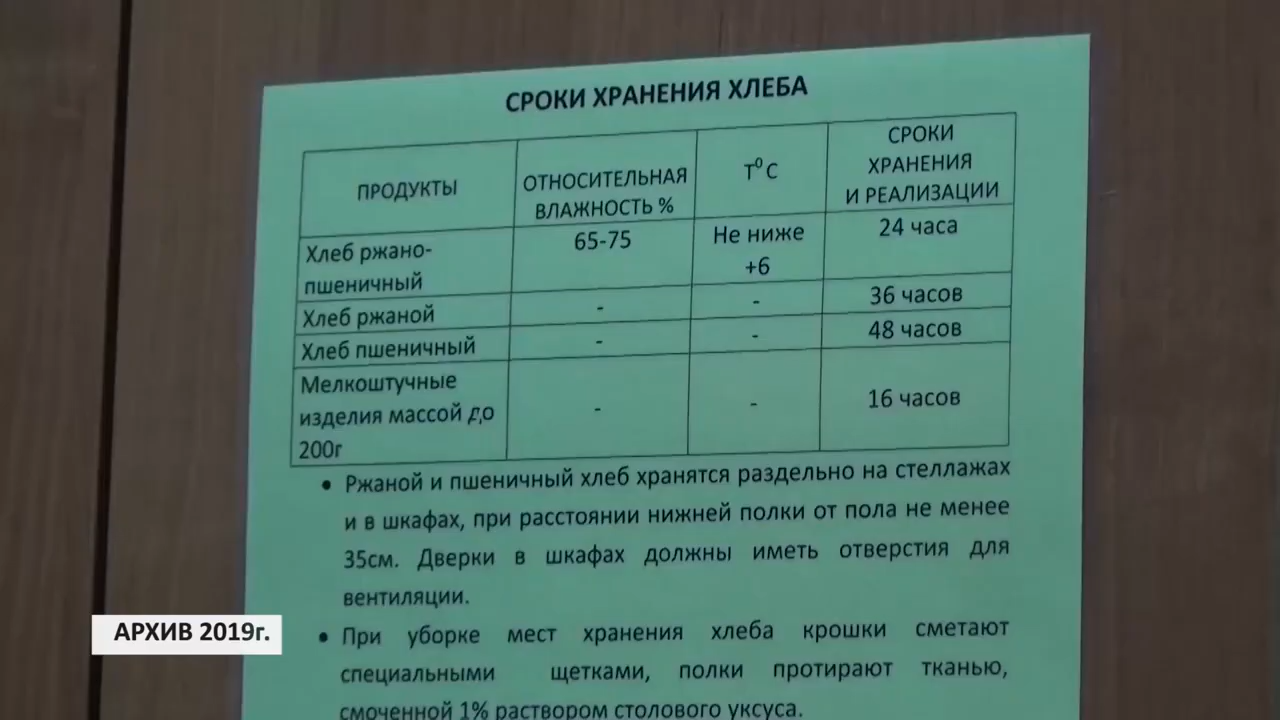 СРОКИ ХРАНЕНИЯ ХЛЕБА
ПРОДУКТЫ
ОТНОСИТЕЛЬНАЯ
ВЛАЖНОСТЬ %
Т⁰ С
СРОКИ
ХРАНЕНИЯ
И РЕАЛИЗАЦИИ
Хлеб ржано-
пшеничный
65-75
Не ниже
+6
24 часа
Хлеб ржаной
-
-
36 часов
Хлеб пшеничный
-
-
48 часов
Мелкоштучные
изделия массой до
200г
-
-
16 часов
• Ржаной и пшеничный хлеб хранятся раздельно на стеллажах
и в шкафах, при расстоянии нижней полки от пола не менее
35см. Дверки в шкафах должны иметь отверстия для
вентиляции.
• При уборке мест хранения хлеба крошки сметают
специальными щетками, полки протирают тканью,
смоченной 1% раствором столового уксуса.
АРХИВ 2019г.